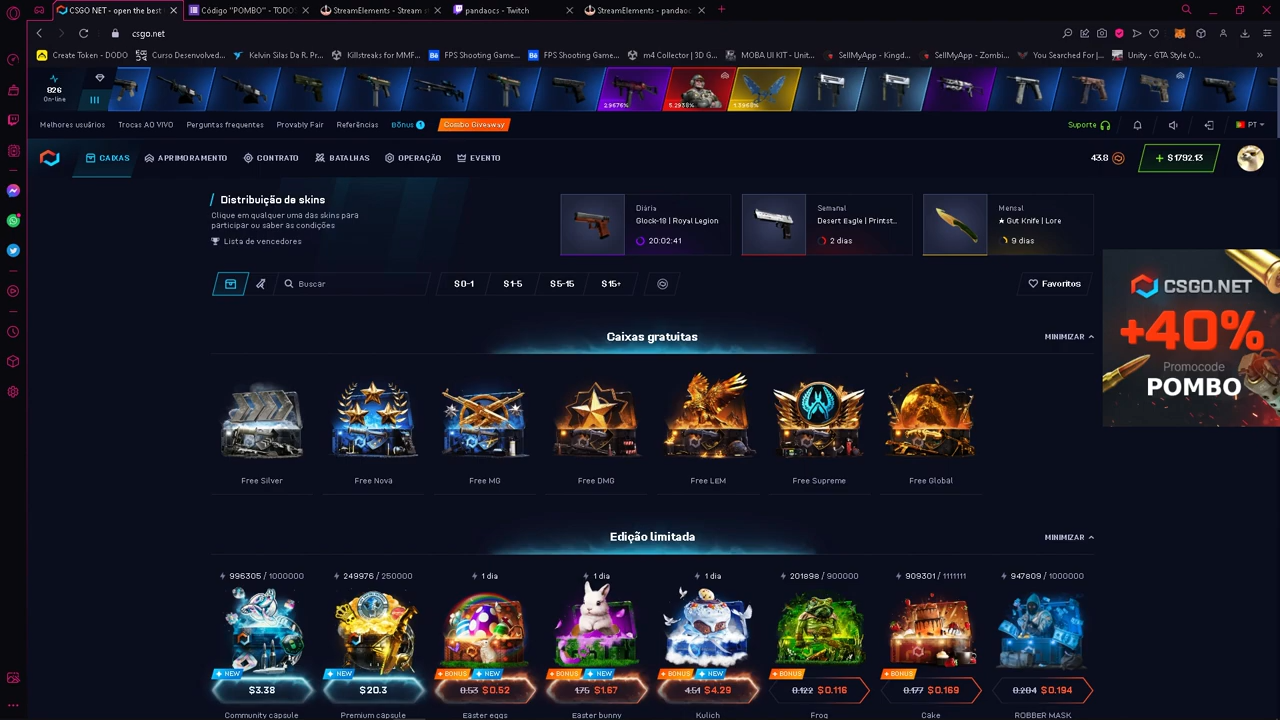 CSGO.NET - open the best
Código "POMBO" - TODOS
StreamElements - Stream s
pandaocs - Twitch
StreamElements - pandaoc
csgo.net
Create Token - DODO
Curso Desenvolved...
Kelvin Silas Da R. Pr...
Killstreaks for MMF...
FPS Shooting Game...
FPS Shooting Game...
m4 Collector | 3D G...
MOBA UI KIT - Unit...
SellMyApp - Kingd...
SellMyApp - Zombi...
You Searched For |...
Unity - GTA Style O...
826
On-line
2.9676%
5.2938%
1.3968%
Melhores usuários
Trocas AO VIVO
Perguntas frequentes
Provably Fair
Referências
Bônus
Combo Giveaway
Suporte
PT
CAIXAS
APRIMORAMENTO
CONTRATO
BATALHAS
OPERAÇÃO
EVENTO
43.8
+ $ 1792.13
Distribuição de skins
Clique em qualquer uma das skins para
participar ou saber as condições
Lista de vencedores
Diária
Glock-18 | Royal Legion
20:02:41
Semanal
Desert Eagle | Printst...
2 dias
Mensal
★ Gut Knife | Lore
9 dias
Buscar
$ 0-1
$ 1-5
$ 5-15
$ 15+
Favoritos
CSGO.NET
+40%
Promocode
POMBO
Caixas gratuitas
MINIMIZAR
Free Silver
Free Nova
Free MG
Free DMG
Free LEM
Free Supreme
Free Global
Edição limitada
MINIMIZAR
996305 / 1000000
249976 / 250000
1 dia
1 dia
1 dia
201898 / 900000
909301 / 1111111
947809 / 1000000
+ NEW
+ NEW
+ BONUS + NEW
+ BONUS + NEW
+ BONUS + NEW
+ BONUS
+ BONUS
$3.38
$20.3
0.53 $0.52
1.75 $1.67
4.51 $4.29
0.122 $0.116
0.177 $0.169
0.204 $0.194
Community capsule
Premium capsule
Easter eggs
Easter bunny
Kulich
Frog
Cake
ROBBER MASK